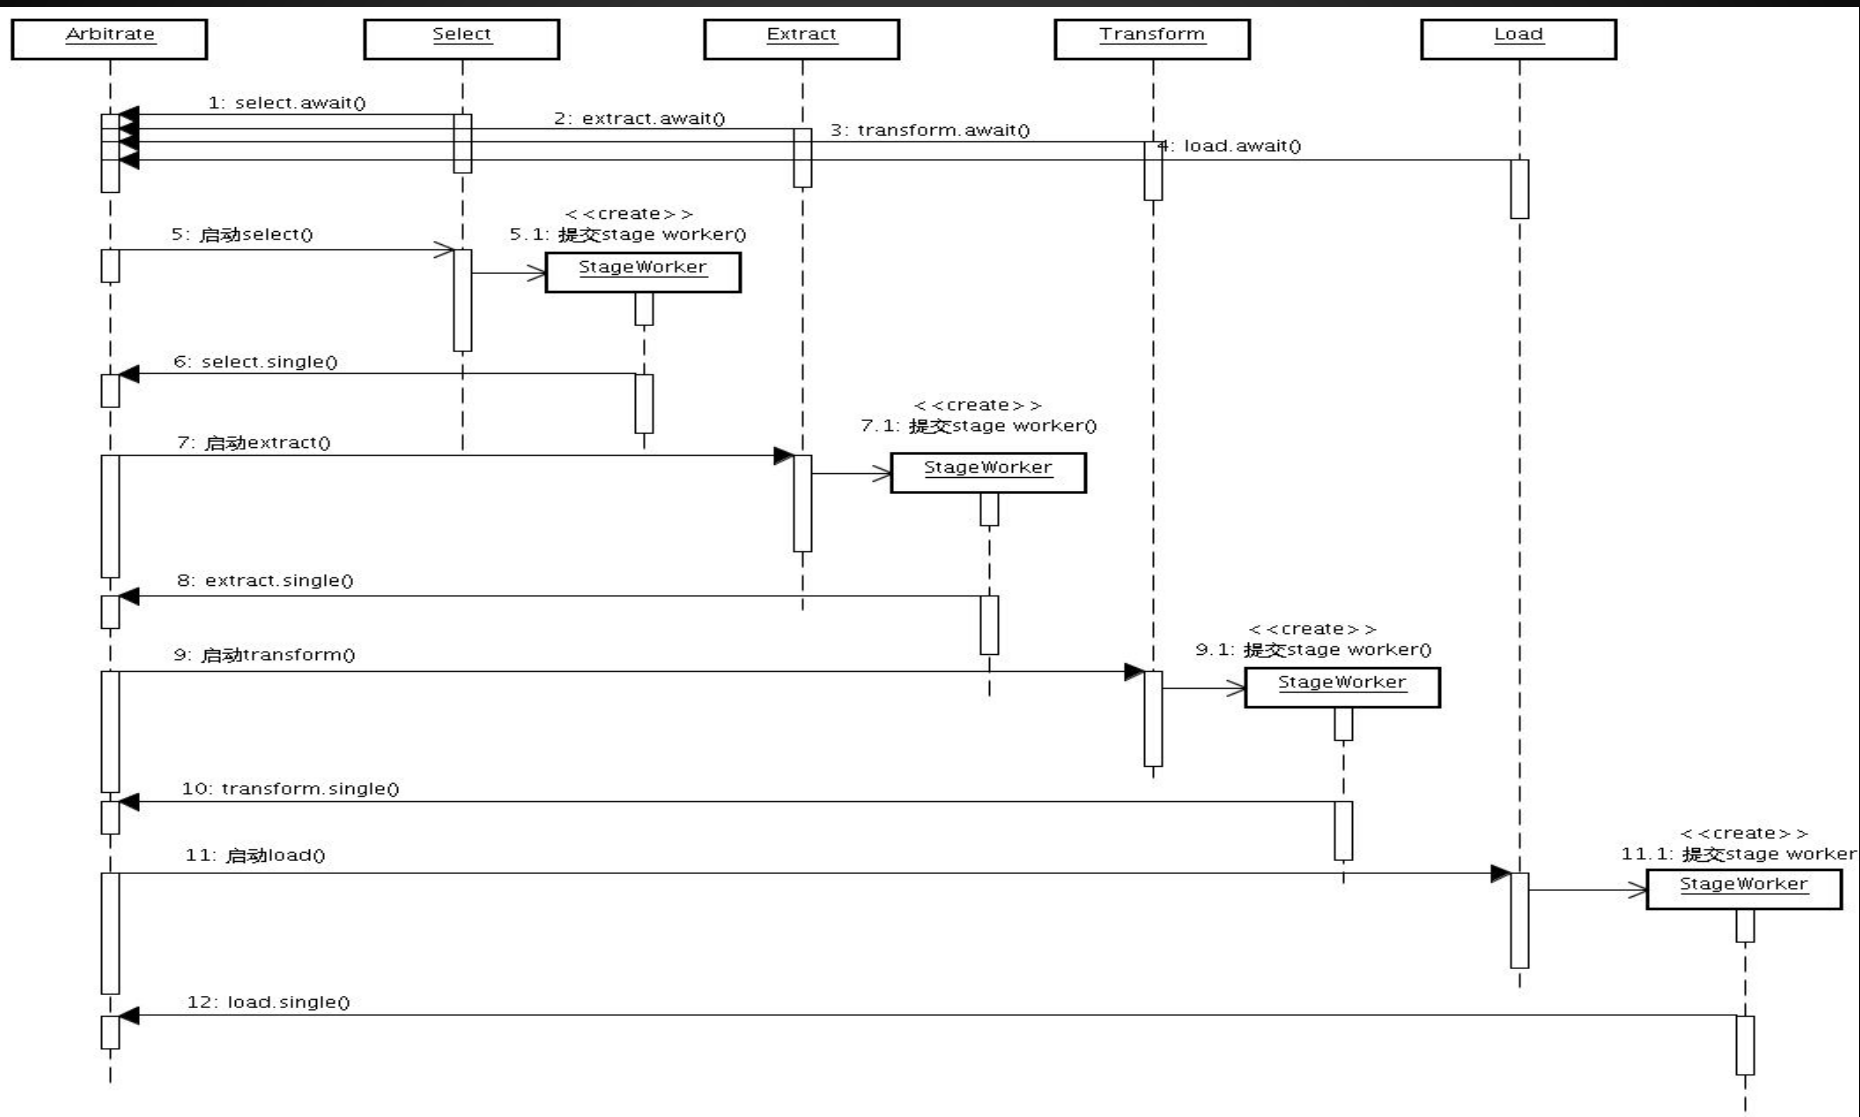 Arbitrate
Select
Extract
Transform
Load
1: select.await()
2: extract.await()
3: transform.await()
4: load.await()
<<create>>
5: 启动select()
5.1: 提交stage worker()
StageWorker
6: select.single()
<<create>>
7.1: 提交stage worker()
7: 启动extract()
StageWorker
8: extract.single()
<<create>>
9.1: 提交stage worker()
9: 启动transform()
StageWorker
10: transform.single()
<<create>>
11: 启动load()
11.1: 提交stage worker
StageWorker
12: load.single()